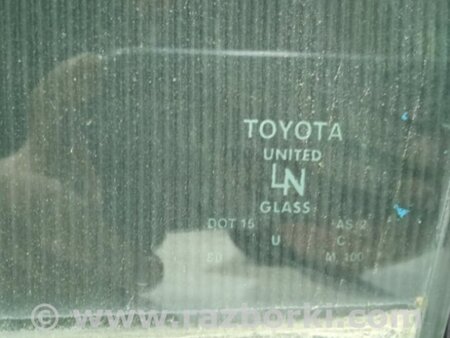 TOYOTA
UNITED
LN
GLASS
DOT 15 AS 2
U C
M 100
© www.razborki.com